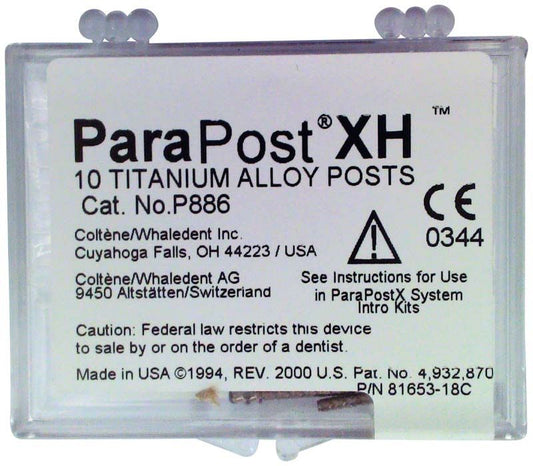 ParaPost® XH ™
10 TITANIUM ALLOY POSTS
Cat. No.P886
Coltène/Whaledent Inc.
Cuyahoga Falls, OH 44223 / USA
Coltène/Whaledent AG
9450 Altstätten/Switzerland
CE
0344
See Instructions for Use
in ParaPostX System
Intro Kits
Caution: Federal law restricts this device
to sale by or on the order of a dentist.
Made in USA ©1994, REV. 2000 U.S. Pat. No. 4,932,870
P/N 81653-18C